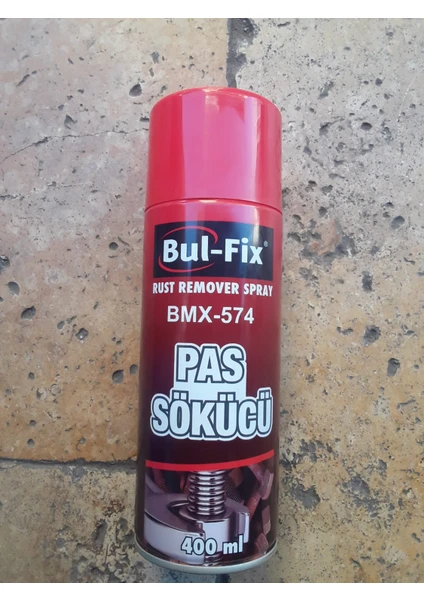 Bul-Fix®
RUST REMOVER SPRAY
BMX-574
PAS
SÖKÜCÜ
400 ml